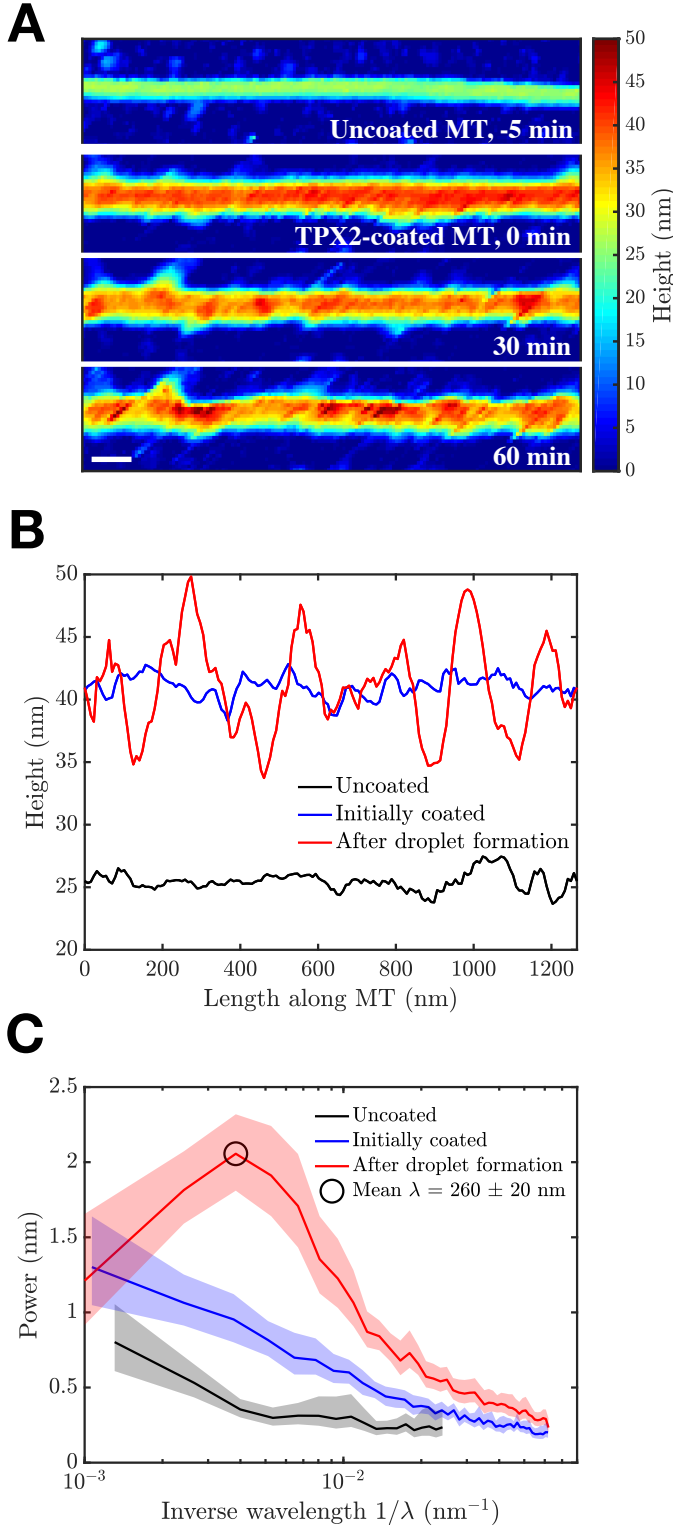 A
Uncoated MT, -5 min
TPX2-coated MT, 0 min
30 min
60 min
50
45
40
35
30
25
20
15
10
5
0
Height (nm)
B
50
45
40
35
30
25
20
Height (nm)
Uncoated
Initially coated
After droplet formation
0 200 400 600 800 1000 1200
Length along MT (nm)
C
2.5
2
1.5
1
0.5
0
Power (nm)
Uncoated
Initially coated
After droplet formation
Mean λ = 260 ± 20 nm
10⁻³ 10⁻²
Inverse wavelength 1/λ (nm⁻¹)